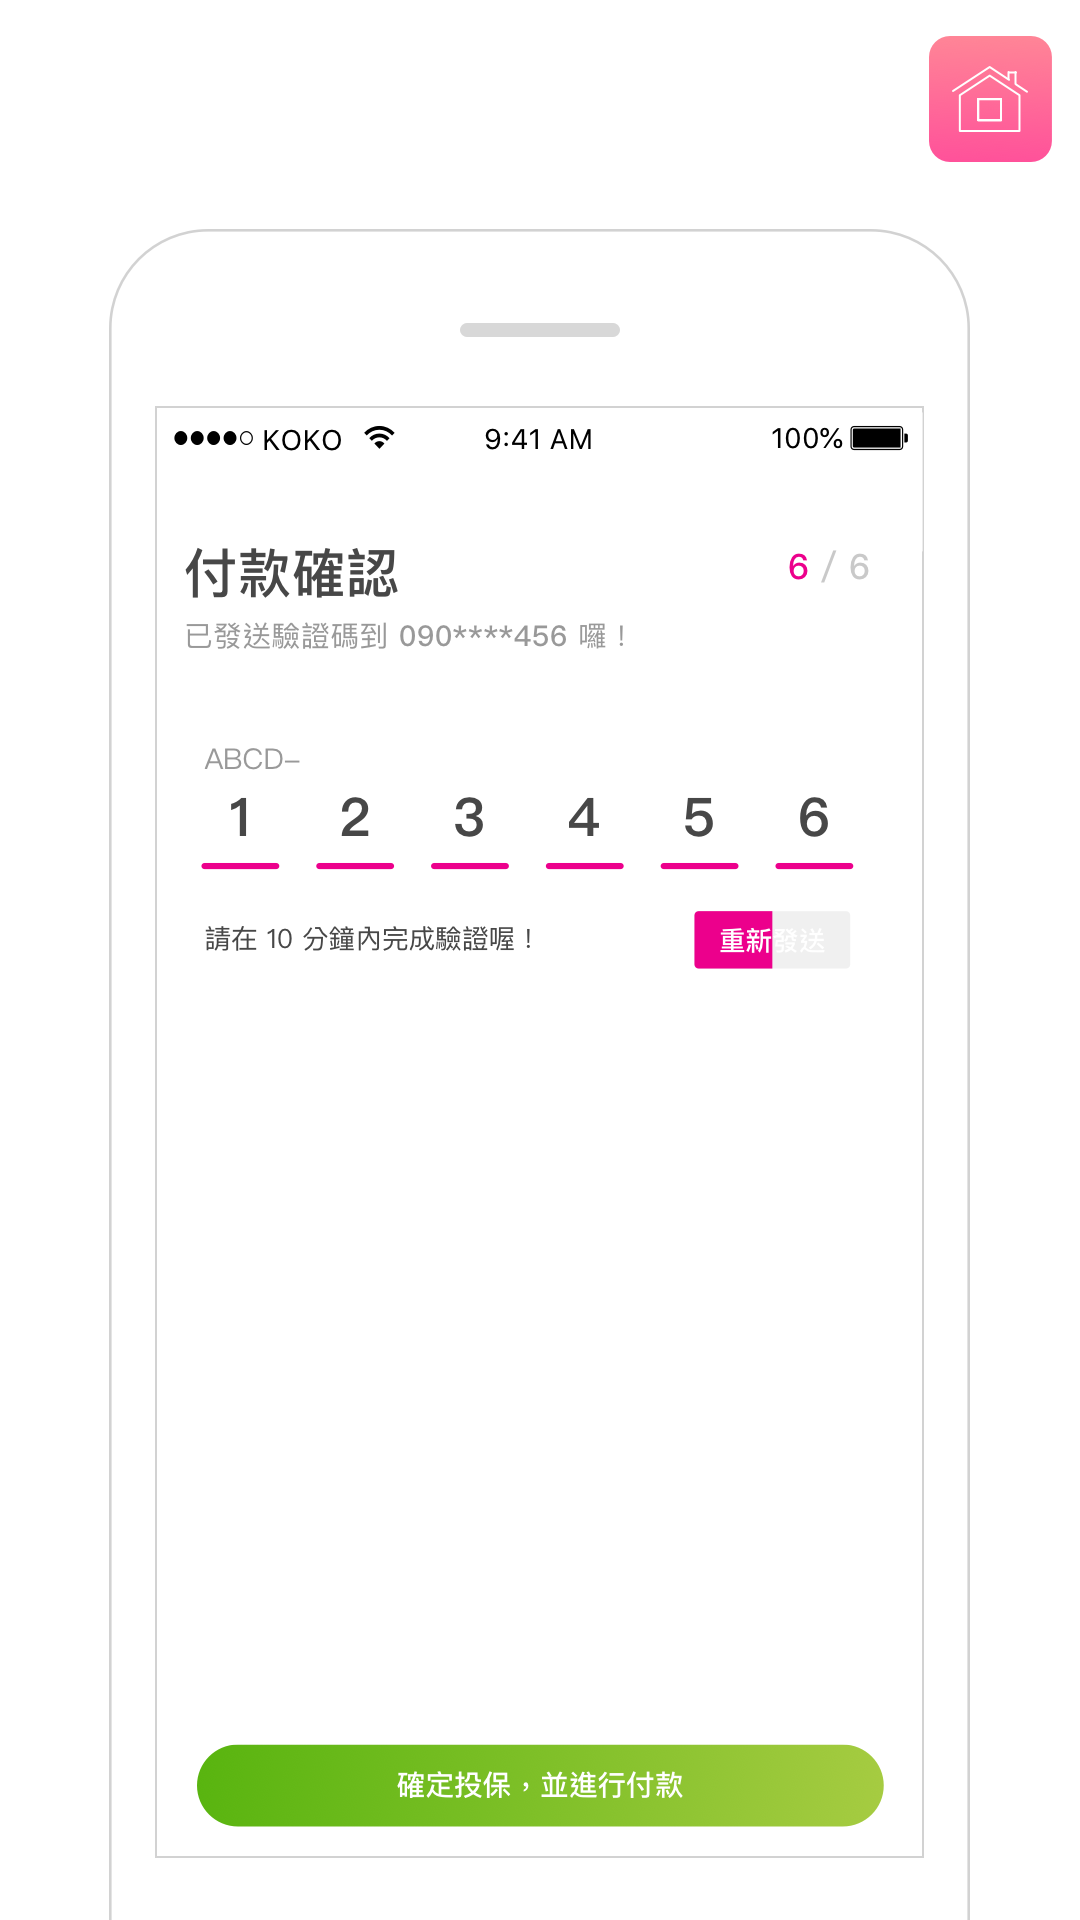 KOKO 9:41 AM 100%
付款確認 6 / 6
已發送驗證碼到 090****456 囉！
ABCD–
1 2 3 4 5 6
請在 10 分鐘內完成驗證喔！ 重新發送
確定投保，並進行付款